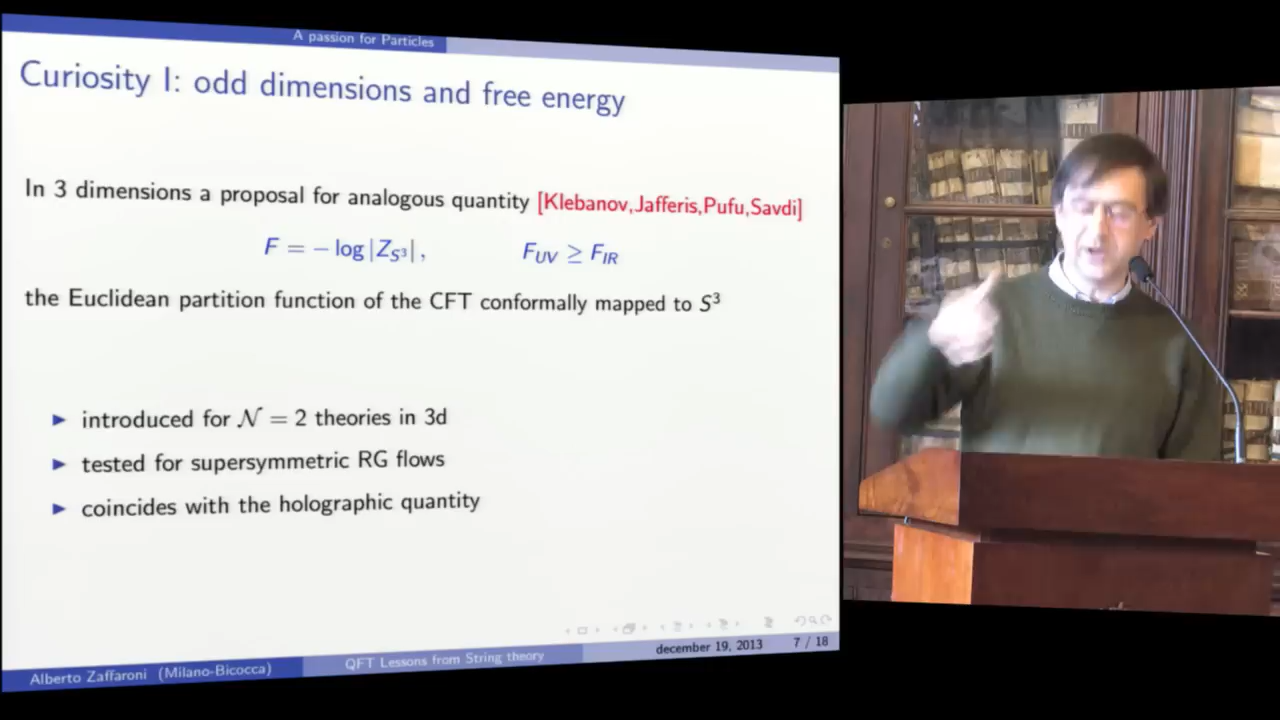 A passion for Particles
Curiosity I: odd dimensions and free energy
In 3 dimensions a proposal for analogous quantity [Klebanov,Jafferis,Pufu,Savdi]
F = − log |Z_{S³}| , F_{UV} ≥ F_{IR}
the Euclidean partition function of the CFT conformally mapped to S³
▶ introduced for 𝒩 = 2 theories in 3d
▶ tested for supersymmetric RG flows
▶ coincides with the holographic quantity
Alberto Zaffaroni (Milano-Bicocca) QFT Lessons from String theory december 19, 2013 7 / 18